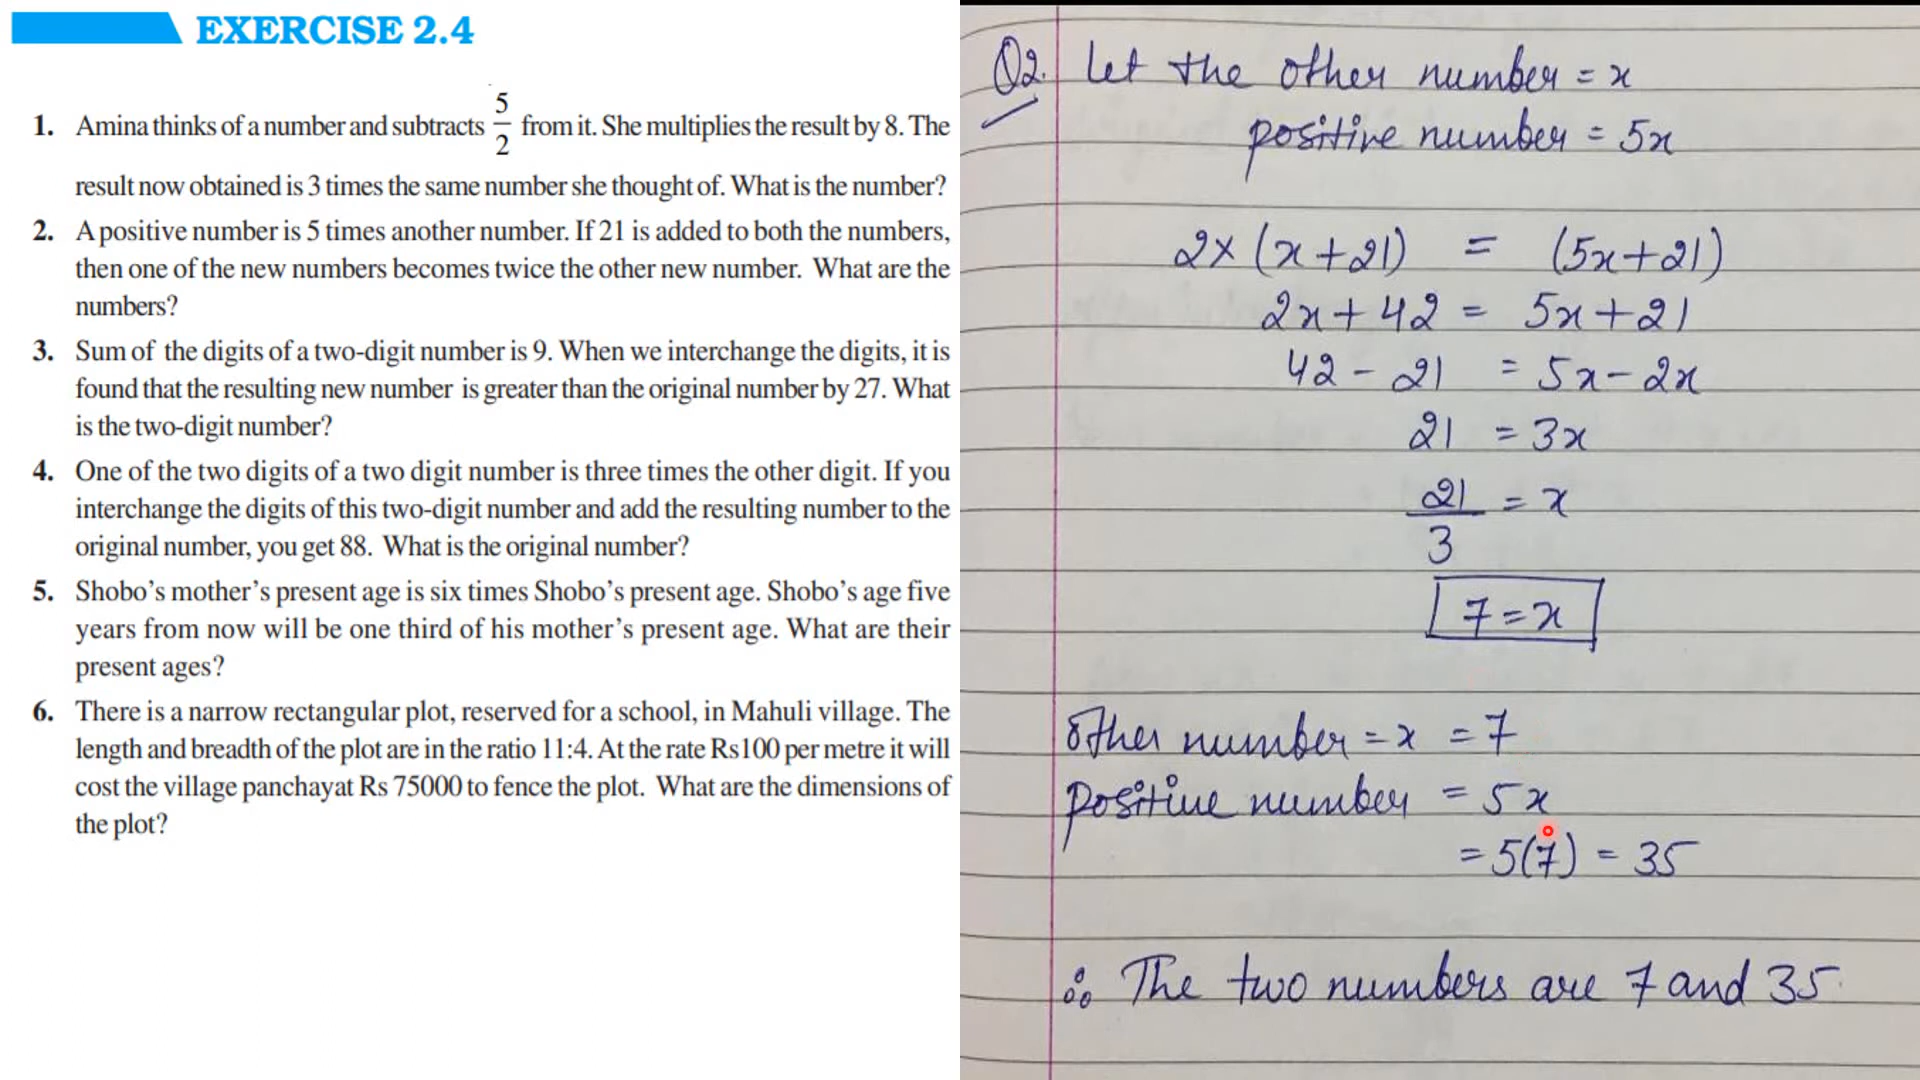 EXERCISE 2.4
1. Amina thinks of a number and subtracts 5/2 from it. She multiplies the result by 8. The
result now obtained is 3 times the same number she thought of. What is the number?
2. A positive number is 5 times another number. If 21 is added to both the numbers,
then one of the new numbers becomes twice the other new number. What are the
numbers?
3. Sum of the digits of a two-digit number is 9. When we interchange the digits, it is
found that the resulting new number is greater than the original number by 27. What
is the two-digit number?
4. One of the two digits of a two digit number is three times the other digit. If you
interchange the digits of this two-digit number and add the resulting number to the
original number, you get 88. What is the original number?
5. Shobo's mother's present age is six times Shobo's present age. Shobo's age five
years from now will be one third of his mother's present age. What are their
present ages?
6. There is a narrow rectangular plot, reserved for a school, in Mahuli village. The
length and breadth of the plot are in the ratio 11:4. At the rate Rs100 per metre it will
cost the village panchayat Rs 75000 to fence the plot. What are the dimensions of
the plot?
Q2. Let the other number = x
positive number = 5x
2× (x+21) = (5x+21)
2x + 42 = 5x + 21
42 - 21 = 5x - 2x
21 = 3x
21/3 = x
7 = x
Other number = x = 7
Positive number = 5x
= 5(7) = 35
∴ The two numbers are 7 and 35.